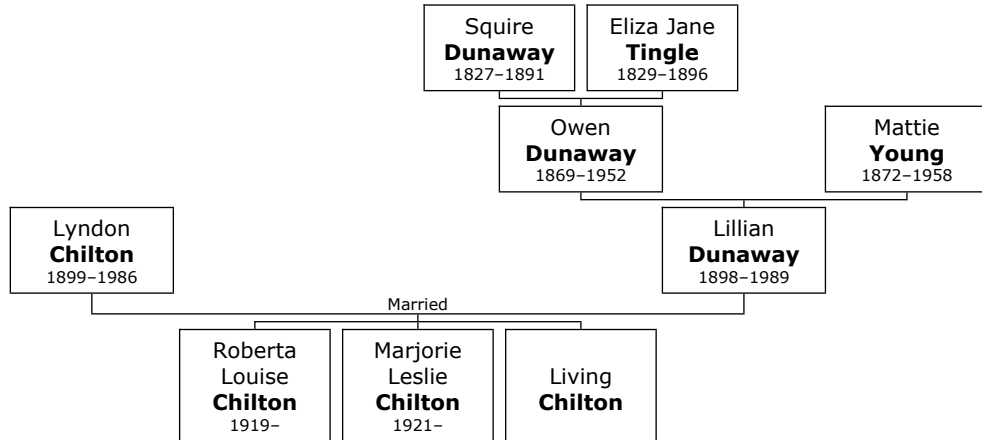 Squire
Dunaway
1827–1891
Eliza Jane
Tingle
1829–1896
Owen
Dunaway
1869–1952
Mattie
Young
1872–1958
Lyndon
Chilton
1899–1986
Lillian
Dunaway
1898–1989
Married
Roberta
Louise
Chilton
1919–
Marjorie
Leslie
Chilton
1921–
Living
Chilton